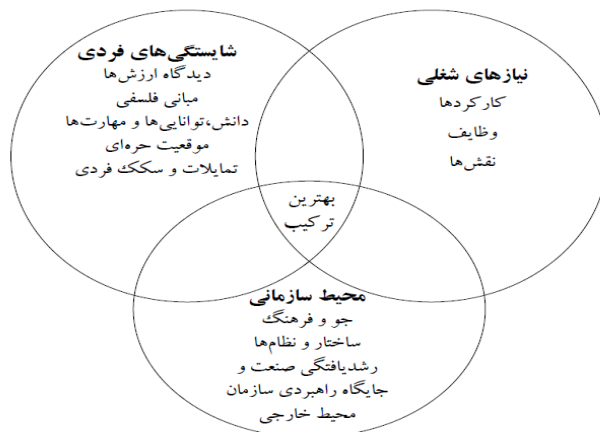 شایستگی‌های فردی
دیدگاه ارزش‌ها
مبانی فلسفی
دانش،توانایی‌ها و مهارت‌ها
موقعیت حره‌ای
تمایلات و سکک فردی
نیازهای شغلی
کارکردها
وظایف
نقش‌ها
بهترین
ترکیب
محیط سازمانی
جو و فرهنگ
ساختار و نظام‌ها
رشدیافتگی صنعت و
جایگاه راهبردی سازمان
محیط خارجی